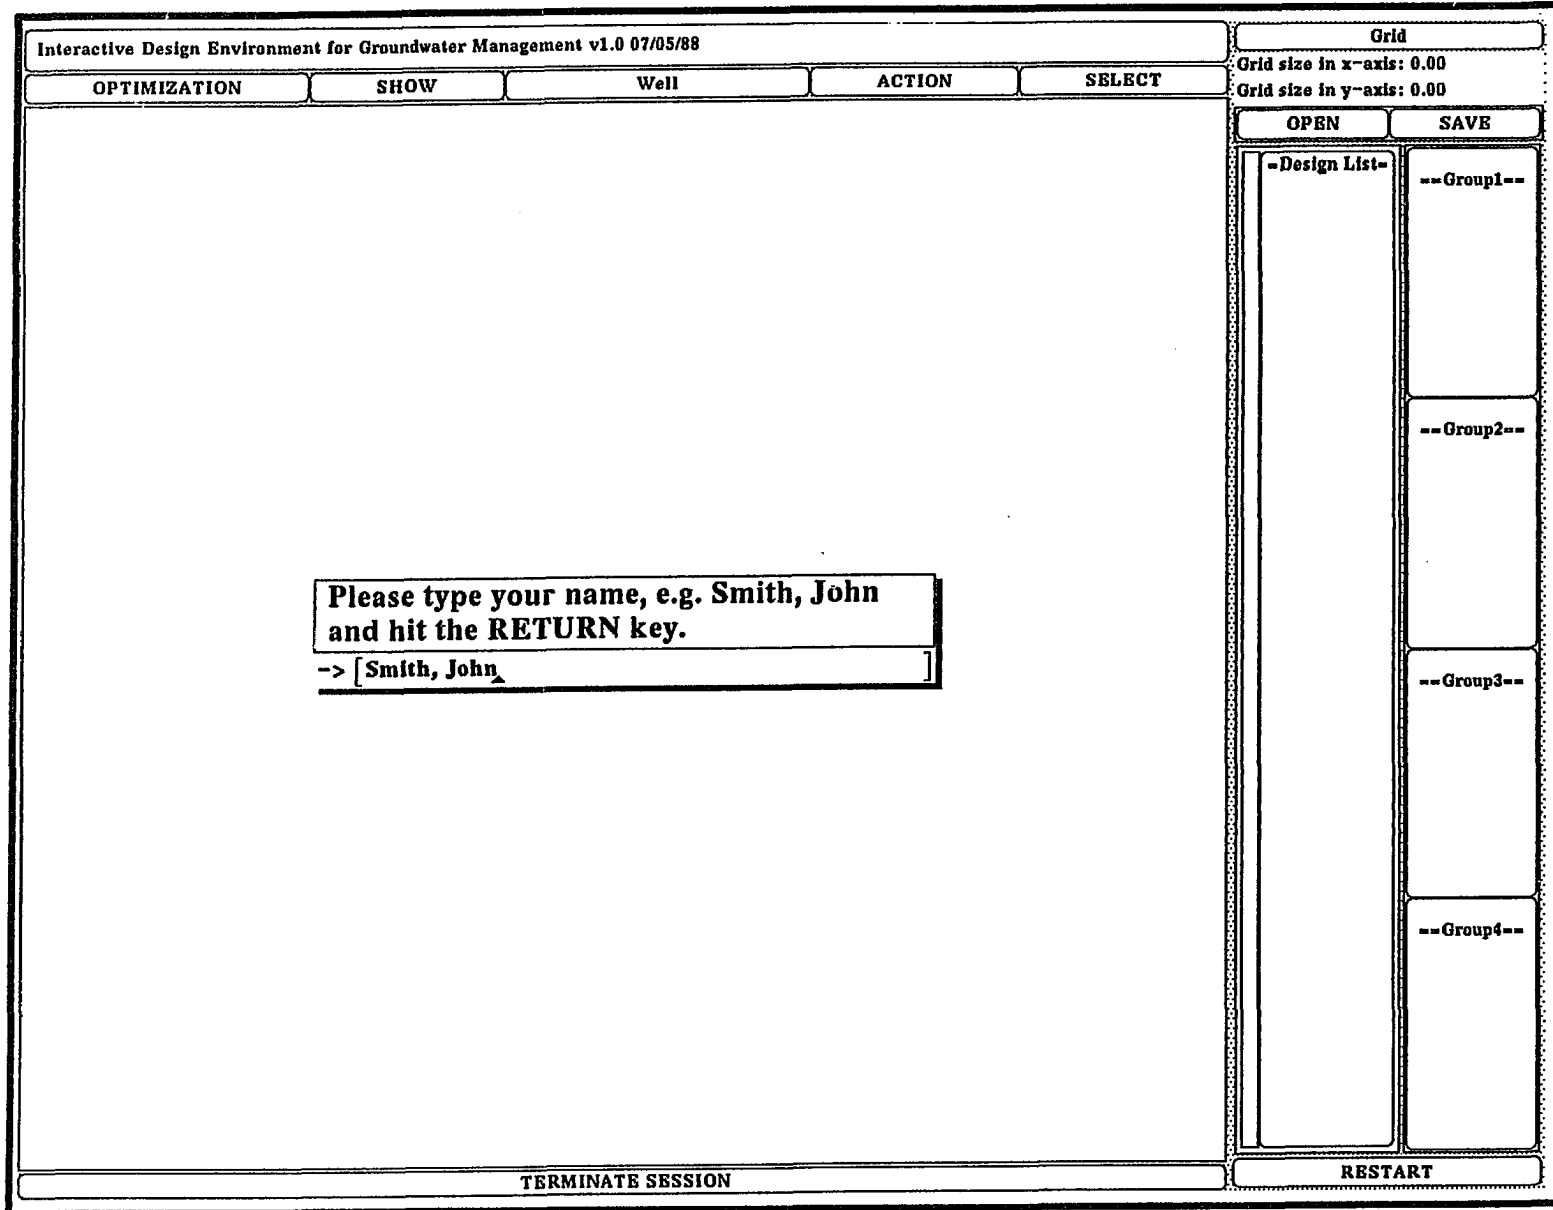 Interactive Design Environment for Groundwater Management v1.0 07/05/88
OPTIMIZATION SHOW Well ACTION SELECT
Grid
Grid size in x-axis: 0.00
Grid size in y-axis: 0.00
OPEN SAVE
=Design List=
==Group1==
==Group2==
==Group3==
==Group4==
Please type your name, e.g. Smith, John
and hit the RETURN key.
-> [Smith, John]
TERMINATE SESSION
RESTART